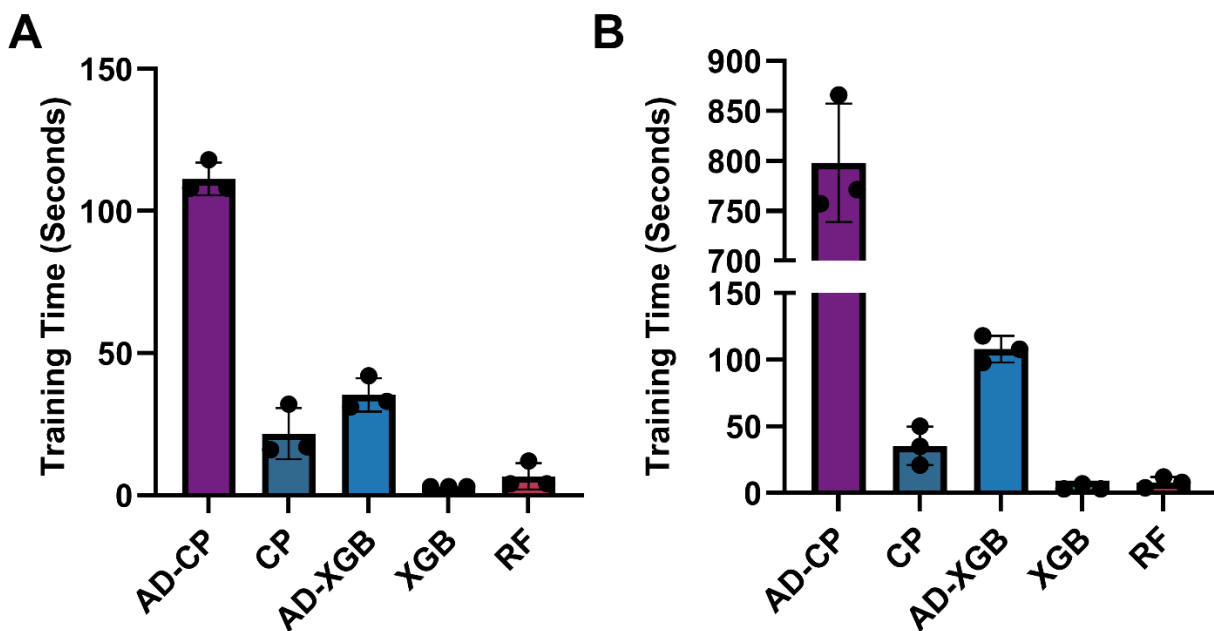 A
Training Time (Seconds)
150
100
50
0
AD-CP
CP
AD-XGB
XGB
RF
B
Training Time (Seconds)
900
850
800
750
700
150
100
50
0
AD-CP
CP
AD-XGB
XGB
RF